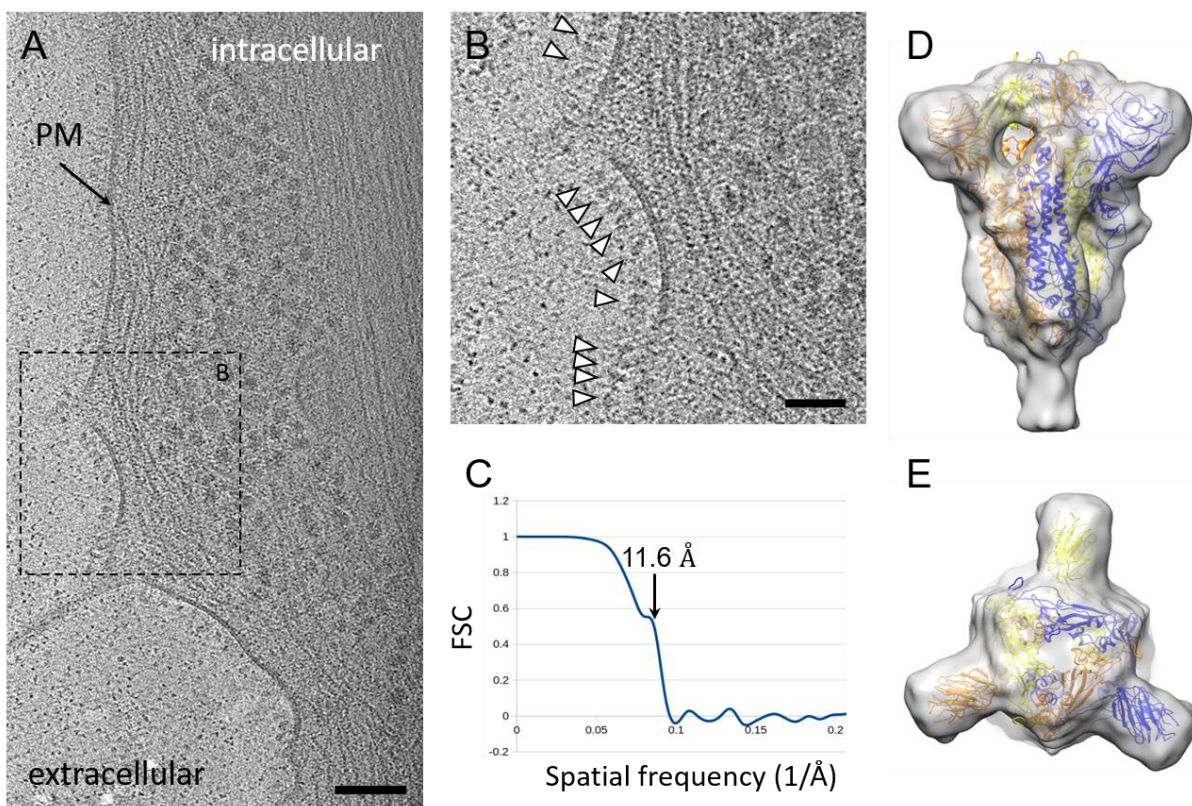 A
intracellular
PM
B
extracellular
B
C
1.2
1
0.8
0.6
0.4
0.2
0
-0.2
0
0.05
0.1
0.15
0.2
11.6 Å
FSC
Spatial frequency (1/Å)
D
E